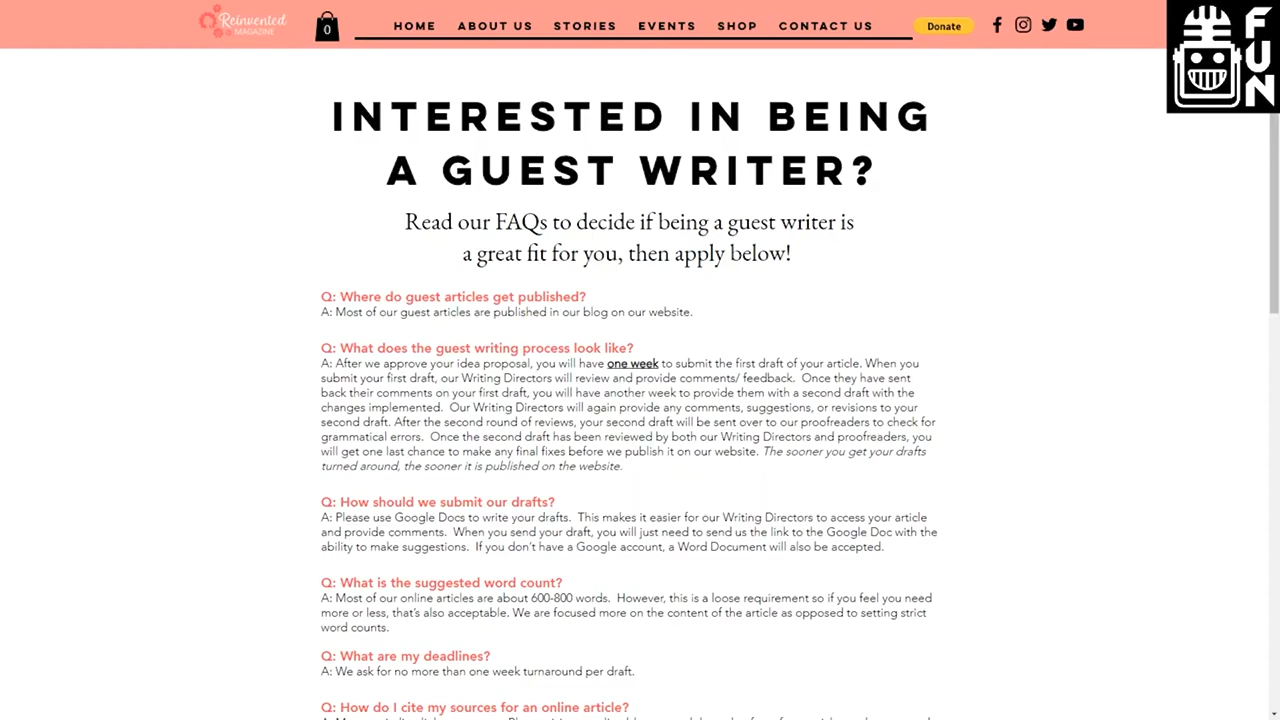 Reinvented
MAGAZINE
0
HOME ABOUT US STORIES EVENTS SHOP CONTACT US
Donate
FUN
INTERESTED IN BEING
A GUEST WRITER?
Read our FAQs to decide if being a guest writer is
a great fit for you, then apply below!
Q: Where do guest articles get published?
A: Most of our guest articles are published in our blog on our website.
Q: What does the guest writing process look like?
A: After we approve your idea proposal, you will have one week to submit the first draft of your article. When you
submit your first draft, our Writing Directors will review and provide comments/ feedback. Once they have sent
back their comments on your first draft, you will have another week to provide them with a second draft with the
changes implemented. Our Writing Directors will again provide any comments, suggestions, or revisions to your
second draft. After the second round of reviews, your second draft will be sent over to our proofreaders to check for
grammatical errors. Once the second draft has been reviewed by both our Writing Directors and proofreaders, you
will get one last chance to make any final fixes before we publish it on our website. The sooner you get your drafts
turned around, the sooner it is published on the website.
Q: How should we submit our drafts?
A: Please use Google Docs to write your drafts. This makes it easier for our Writing Directors to access your article
and provide comments. When you send your draft, you will just need to send us the link to the Google Doc with the
ability to make suggestions. If you don't have a Google account, a Word Document will also be accepted.
Q: What is the suggested word count?
A: Most of our online articles are about 600-800 words. However, this is a loose requirement so if you feel you need
more or less, that's also acceptable. We are focused more on the content of the article as opposed to setting strict
word counts.
Q: What are my deadlines?
A: We ask for no more than one week turnaround per draft.
Q: How do I cite my sources for an online article?